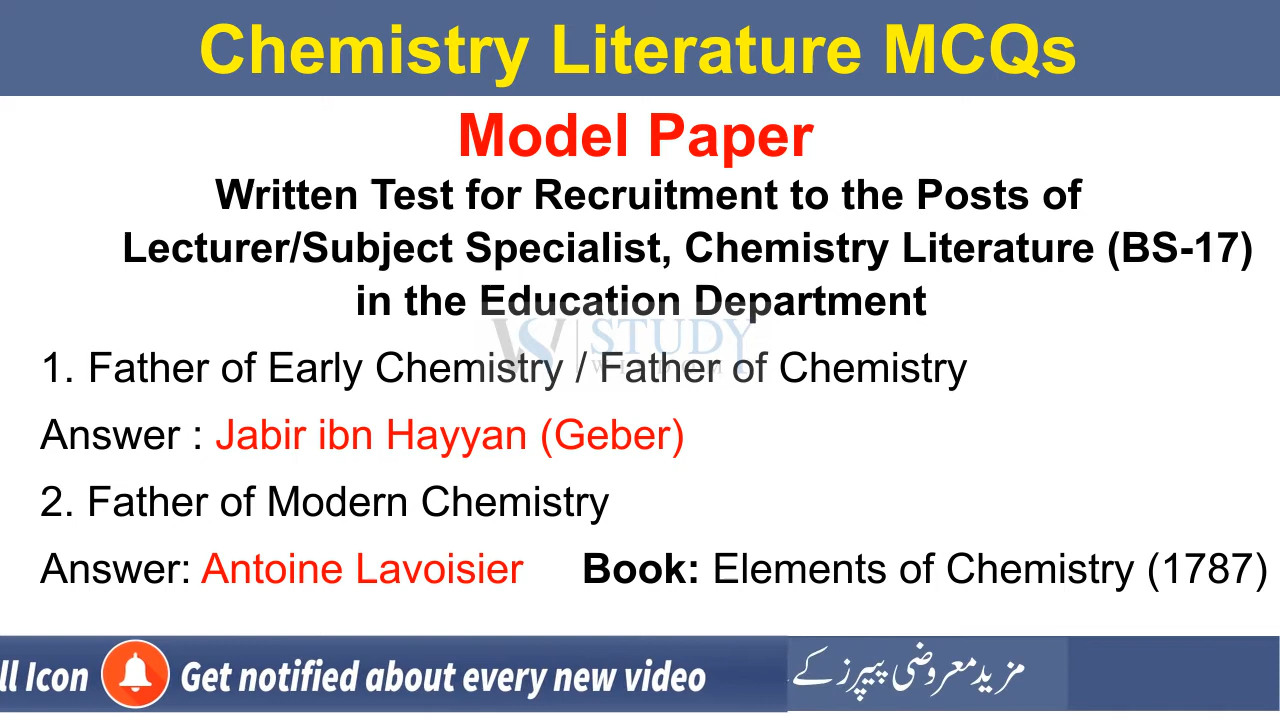 Chemistry Literature MCQs
Model Paper
Written Test for Recruitment to the Posts of
Lecturer/Subject Specialist, Chemistry Literature (BS-17)
in the Education Department
WS STUDY
1. Father of Early Chemistry / Father of Chemistry
Answer : Jabir ibn Hayyan (Geber)
2. Father of Modern Chemistry
Answer: Antoine Lavoisier Book: Elements of Chemistry (1787)
ll Icon Get notified about every new video مزید معروضی پیپرز کے